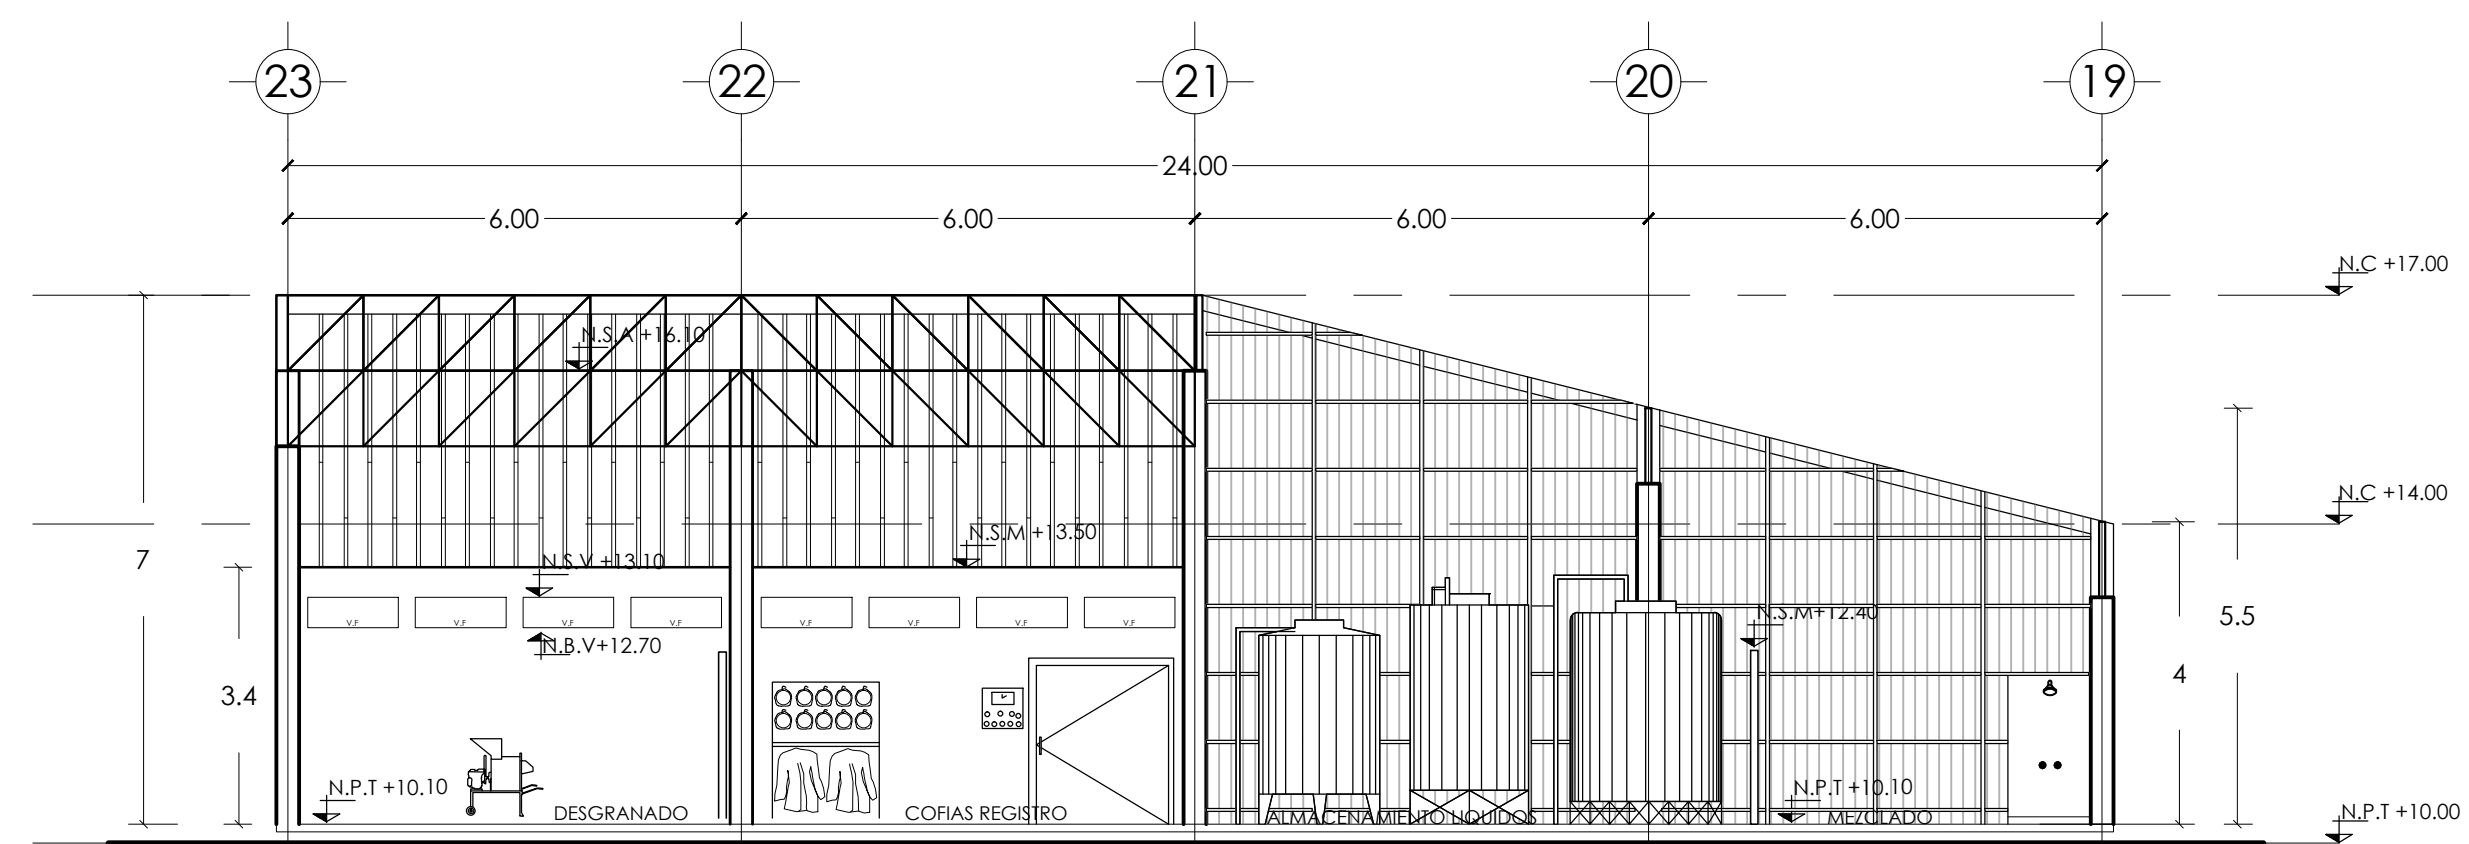 23 22 21 20 19
24.00
6.00 6.00 6.00 6.00
N.C +17.00
N.S.A +16.10
N.C +14.00
N.S.M +13.50
7
N.S.V +13.10
V.F V.F V.F V.F V.F V.F V.F V.F
N.S.M+12.40
5.5
N.B.V+12.70
4
3.4
N.P.T +10.10
N.P.T +10.10
DESGRANADO
COFIAS REGISTRO
ALMACENAMIENTO LIQUIDOS
MEZCLADO
N.P.T +10.00